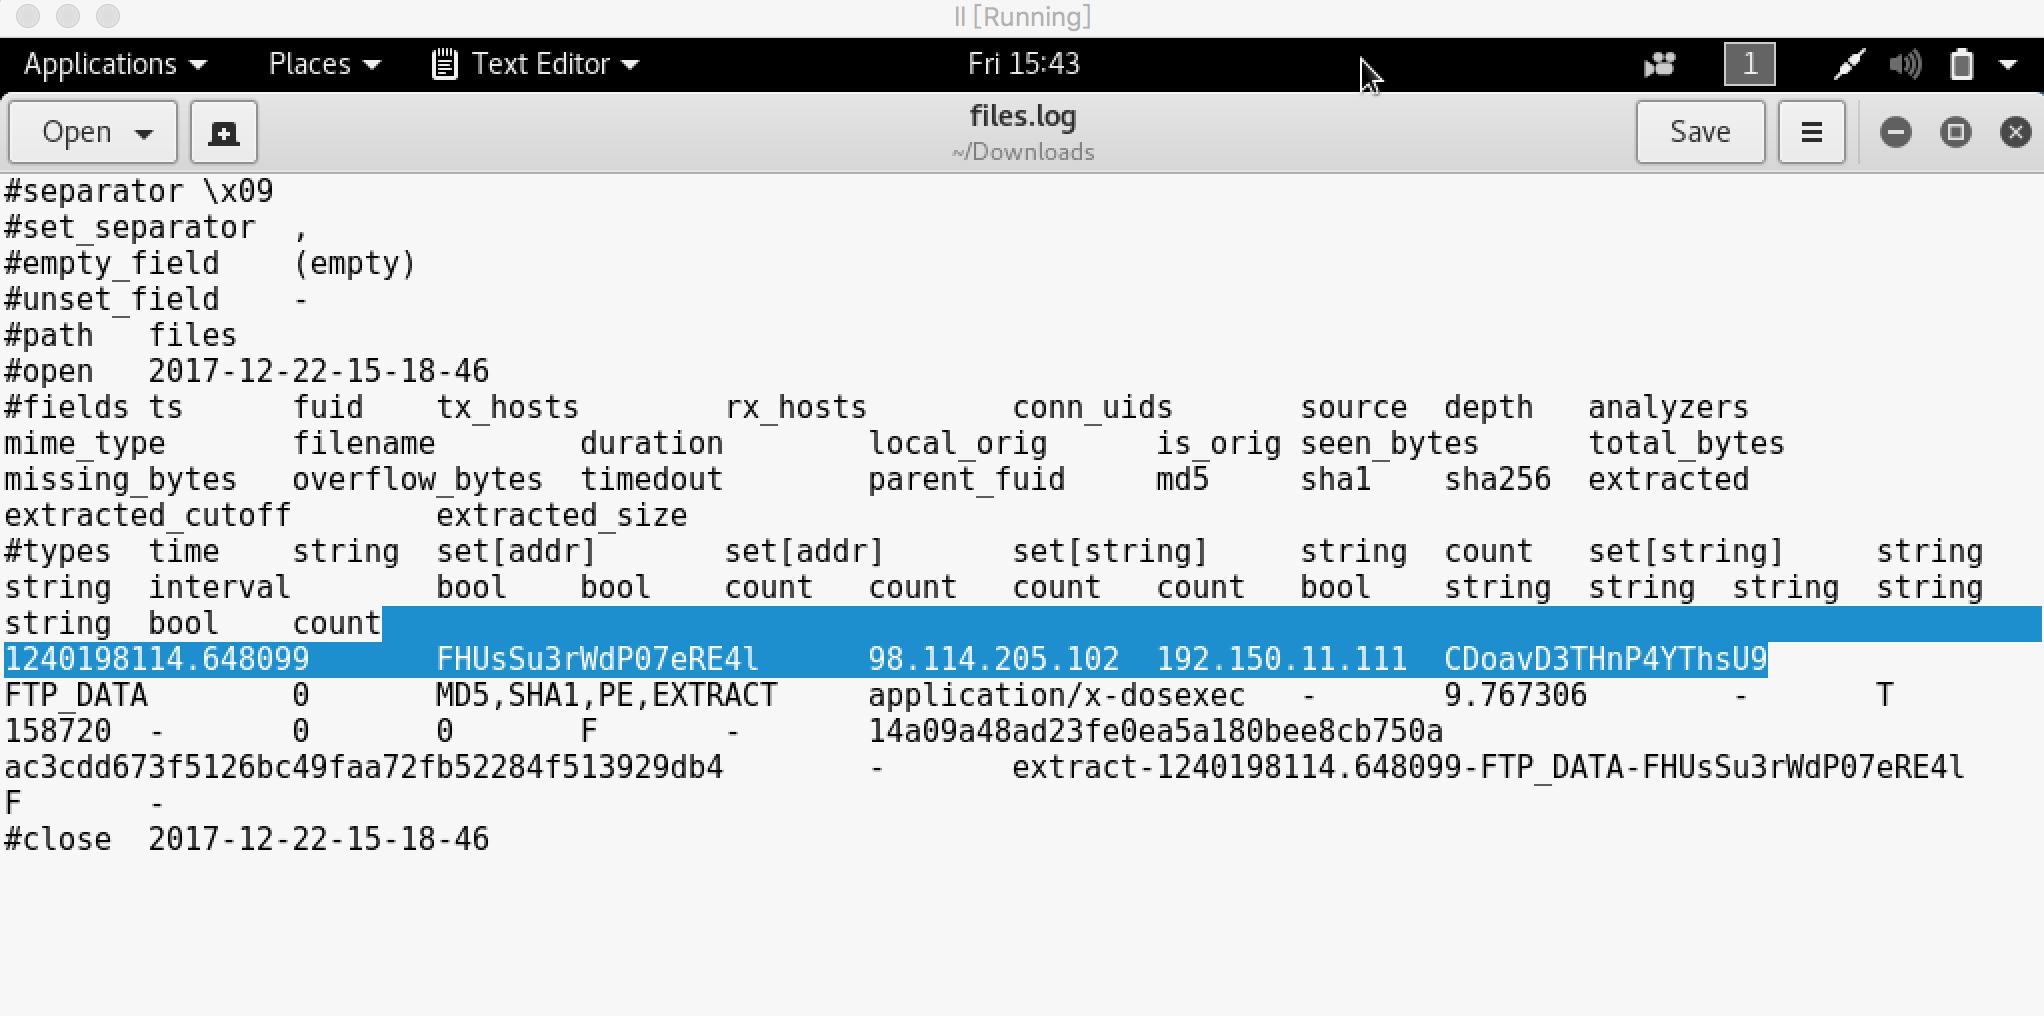 II [Running]
Applications Places Text Editor Fri 15:43 1
Open files.log Save
~/Downloads
#separator \x09
#set_separator ,
#empty_field (empty)
#unset_field -
#path files
#open 2017-12-22-15-18-46
#fields ts fuid tx_hosts rx_hosts conn_uids source depth analyzers
mime_type filename duration local_orig is_orig seen_bytes total_bytes
missing_bytes overflow_bytes timedout parent_fuid md5 sha1 sha256 extracted
extracted_cutoff extracted_size
#types time string set[addr] set[addr] set[string] string count set[string] string
string interval bool bool count count count count bool string string string string
string bool count
1240198114.648099 FHUsSu3rWdP07eRE4l 98.114.205.102 192.150.11.111 CDoavD3THnP4YThsU9
FTP_DATA 0 MD5,SHA1,PE,EXTRACT application/x-dosexec - 9.767306 - T
158720 - 0 0 F - 14a09a48ad23fe0ea5a180bee8cb750a
ac3cdd673f5126bc49faa72fb52284f513929db4 - extract-1240198114.648099-FTP_DATA-FHUsSu3rWdP07eRE4l
F -
#close 2017-12-22-15-18-46